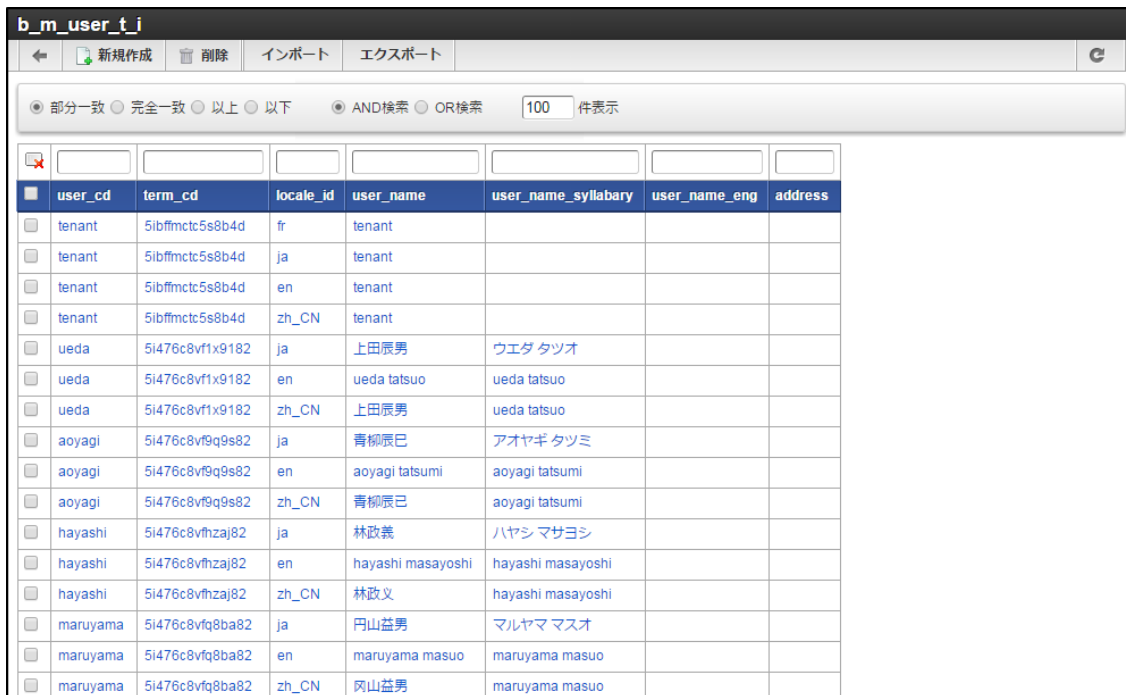 b_m_user_t_i
新規作成 削除 インポート エクスポート
部分一致 完全一致 以上 以下 AND検索 OR検索 100 件表示
user_cd term_cd locale_id user_name user_name_syllabary user_name_eng address
tenant 5ibffmctc5s8b4d fr tenant
tenant 5ibffmctc5s8b4d ja tenant
tenant 5ibffmctc5s8b4d en tenant
tenant 5ibffmctc5s8b4d zh_CN tenant
ueda 5i476c8vf1x9182 ja 上田辰男 ウエダ タツオ
ueda 5i476c8vf1x9182 en ueda tatsuo ueda tatsuo
ueda 5i476c8vf1x9182 zh_CN 上田辰男 ueda tatsuo
aoyagi 5i476c8vf9q9s82 ja 青柳辰巳 アオヤギ タツミ
aoyagi 5i476c8vf9q9s82 en aoyagi tatsumi aoyagi tatsumi
aoyagi 5i476c8vf9q9s82 zh_CN 青柳辰已 aoyagi tatsumi
hayashi 5i476c8vfhzaj82 ja 林政義 ハヤシ マサヨシ
hayashi 5i476c8vfhzaj82 en hayashi masayoshi hayashi masayoshi
hayashi 5i476c8vfhzaj82 zh_CN 林政义 hayashi masayoshi
maruyama 5i476c8vfq8ba82 ja 円山益男 マルヤマ マスオ
maruyama 5i476c8vfq8ba82 en maruyama masuo maruyama masuo
maruyama 5i476c8vfq8ba82 zh_CN 冈山益男 maruyama masuo